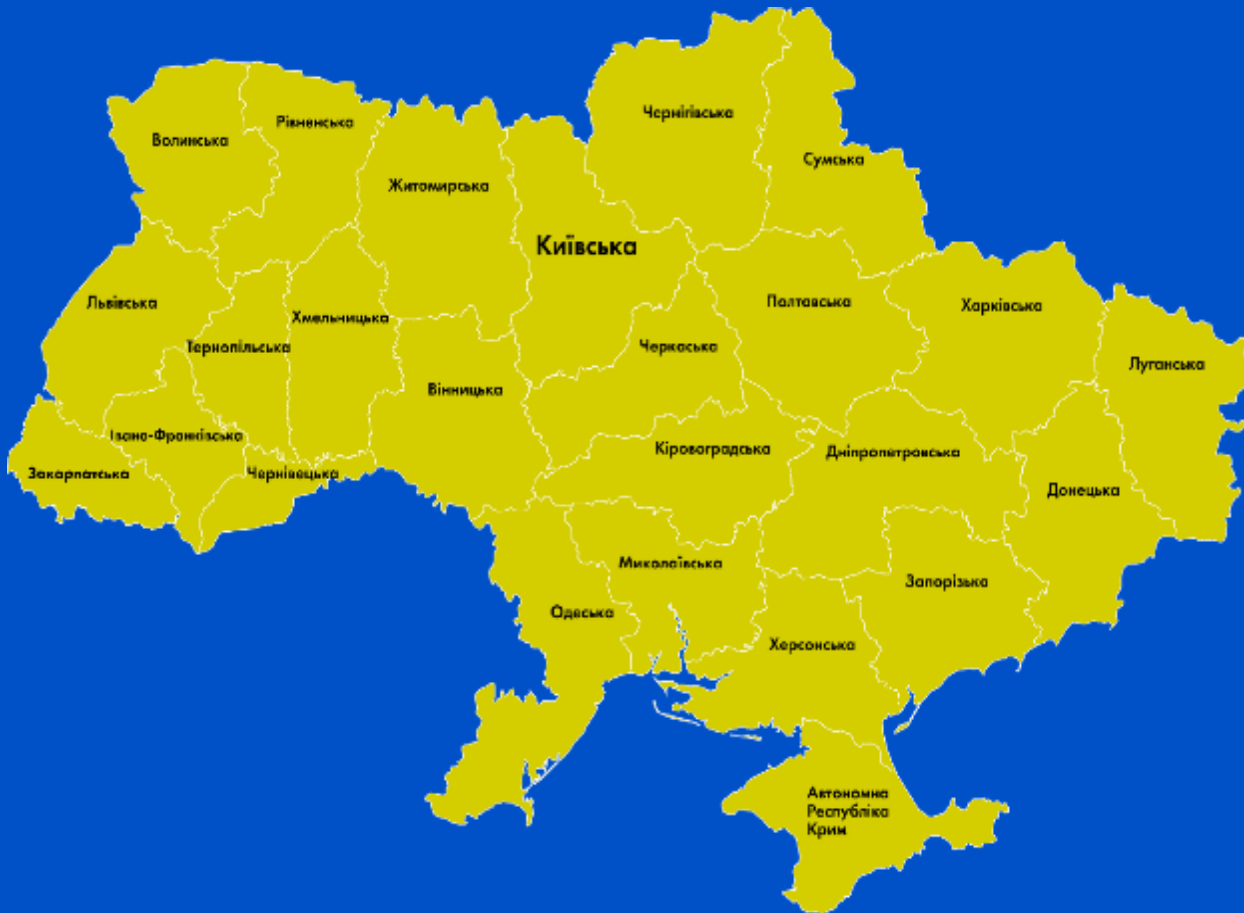 Чернігівська
Рівненська
Волинська
Сумська
Житомирська
Київська
Львівська
Полтавська
Харківська
Хмельницька
Тернопільська
Черкаська
Луганська
Вінницька
Івано-Франківська
Кіровоградська
Дніпропетровська
Закарпатська
Чернівецька
Донецька
Миколаївська
Запорізька
Одеська
Херсонська
Автономна
Республіка
Крим